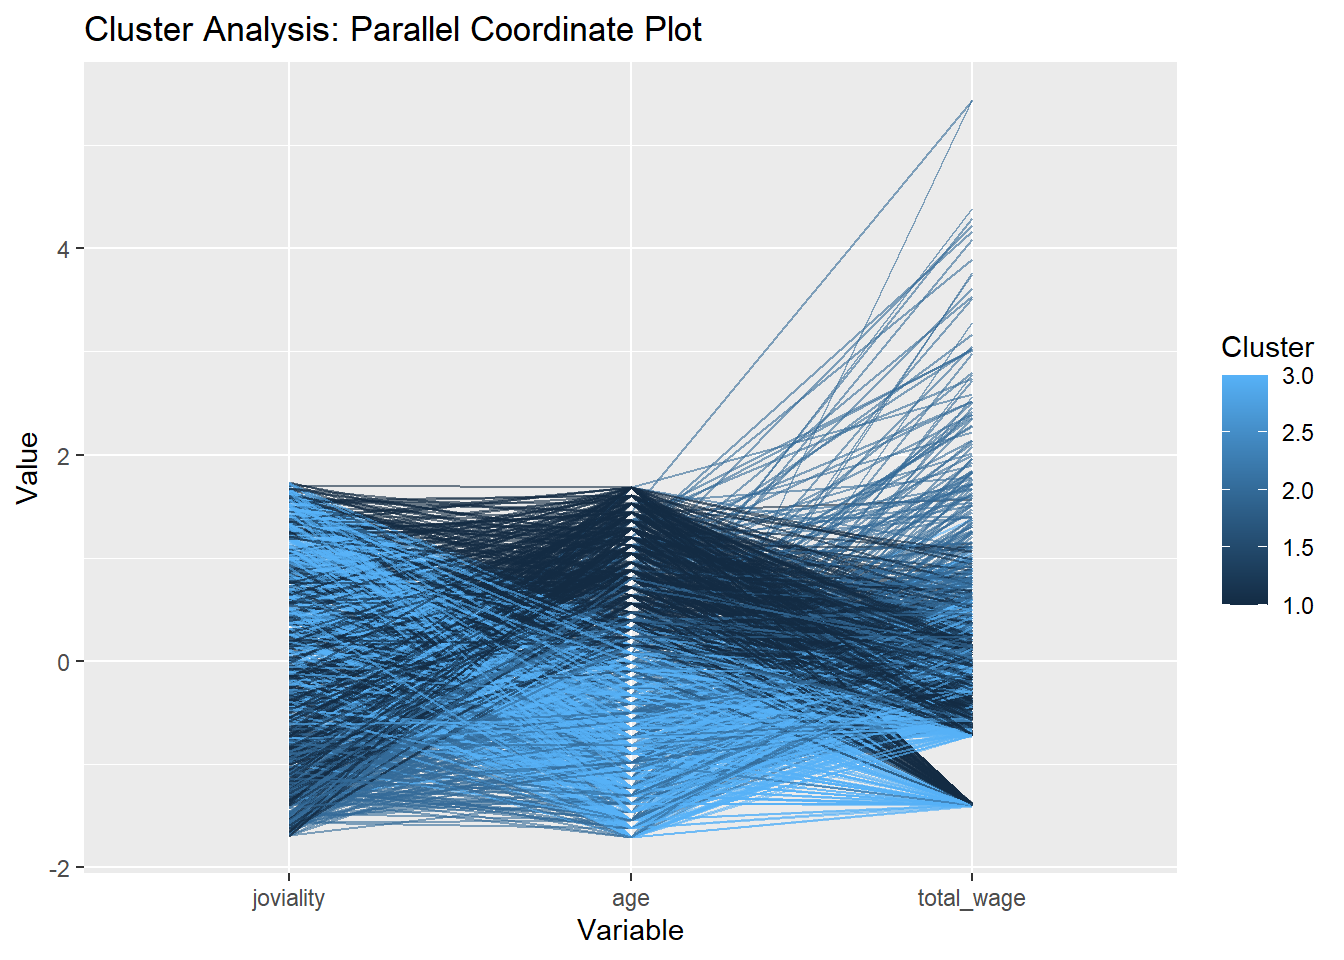 Cluster Analysis: Parallel Coordinate Plot
Value
4
2
0
-2
joviality
age
total_wage
Variable
Cluster
3.0
2.5
2.0
1.5
1.0